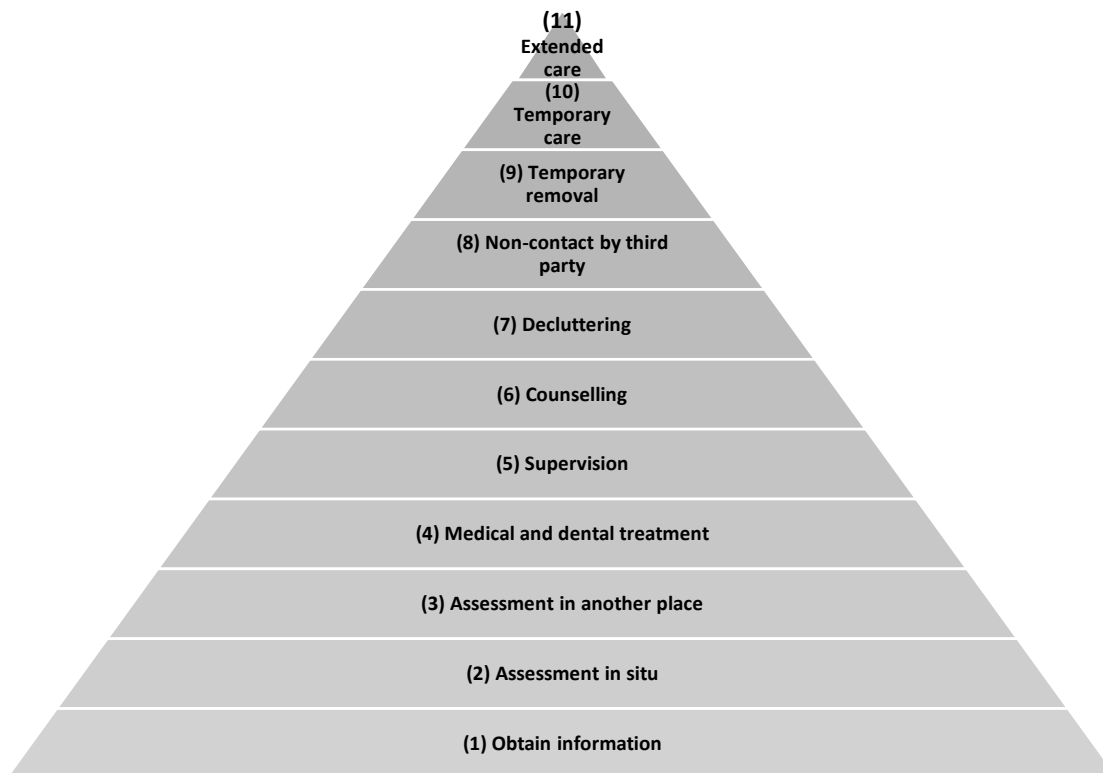 (11)
Extended
care
(10)
Temporary
care
(9) Temporary
removal
(8) Non-contact by third
party
(7) Decluttering
(6) Counselling
(5) Supervision
(4) Medical and dental treatment
(3) Assessment in another place
(2) Assessment in situ
(1) Obtain information